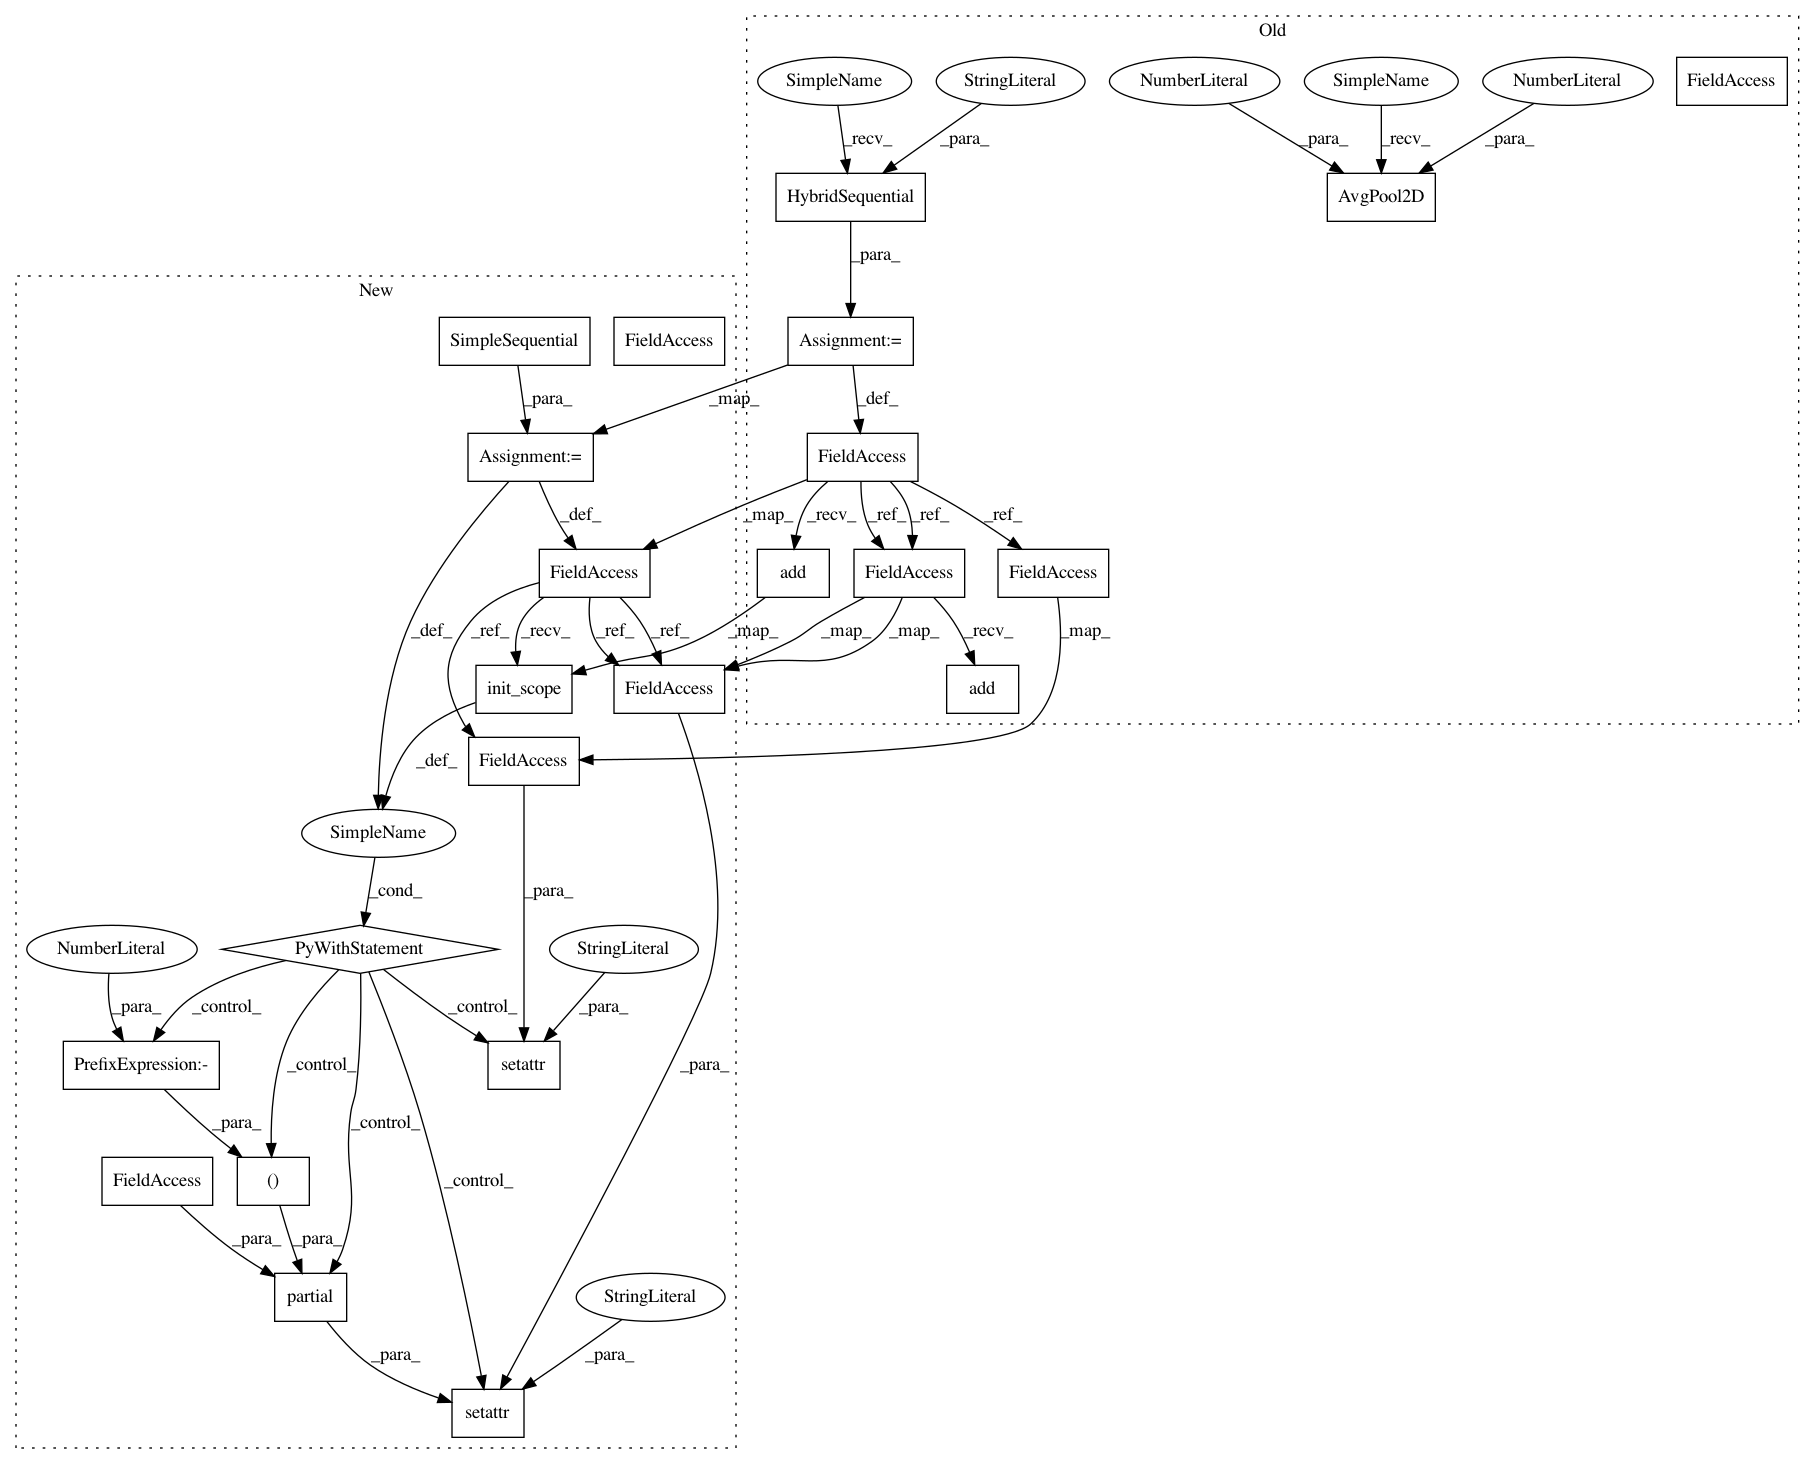 Old
SimpleName
StringLiteral
NumberLiteral
SimpleName
NumberLiteral
FieldAccess
_recv_
_para_
_para_
_recv_
_para_
HybridSequential
AvgPool2D
_para_
New
SimpleSequential
FieldAccess
Assignment:=
_para_
_map_
_def_
Assignment:=
FieldAccess
_def_
_map_
_recv_
_ref_
_ref_
_ref_
FieldAccess
add
FieldAccess
FieldAccess
_def_
_ref_
_recv_
_ref_
_ref_
_map_
_map_
_map_
_recv_
_map_
init_scope
FieldAccess
add
_def_
FieldAccess
SimpleName
_cond_
_para_
NumberLiteral
PyWithStatement
StringLiteral
_para_
_control_
_control_
_para_
PrefixExpression:-
_control_
setattr
_para_
_para_
_control_
FieldAccess
()
_control_
_para_
_para_
partial
StringLiteral
_para_
_para_
setattr